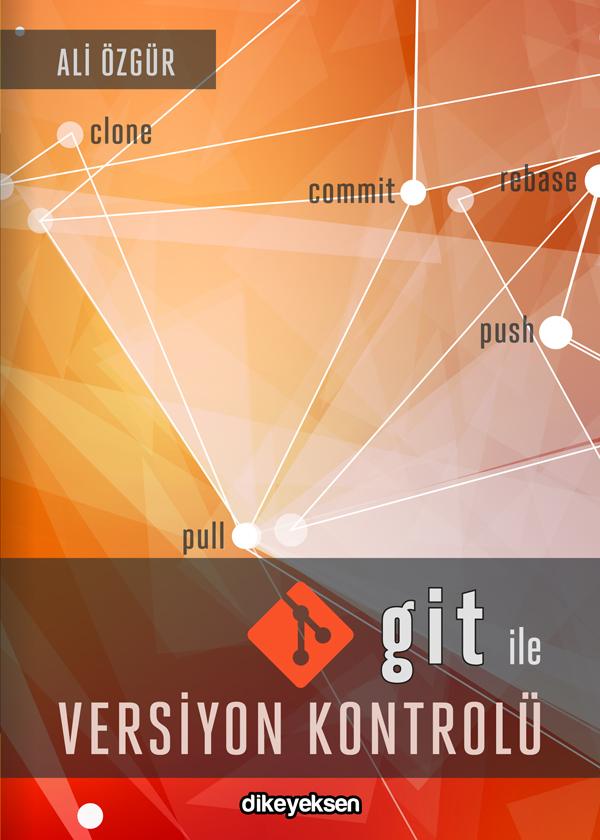 ALİ ÖZGÜR
clone
commit
rebase
push
pull
git ile
VERSİYON KONTROLÜ
dikeyeksen